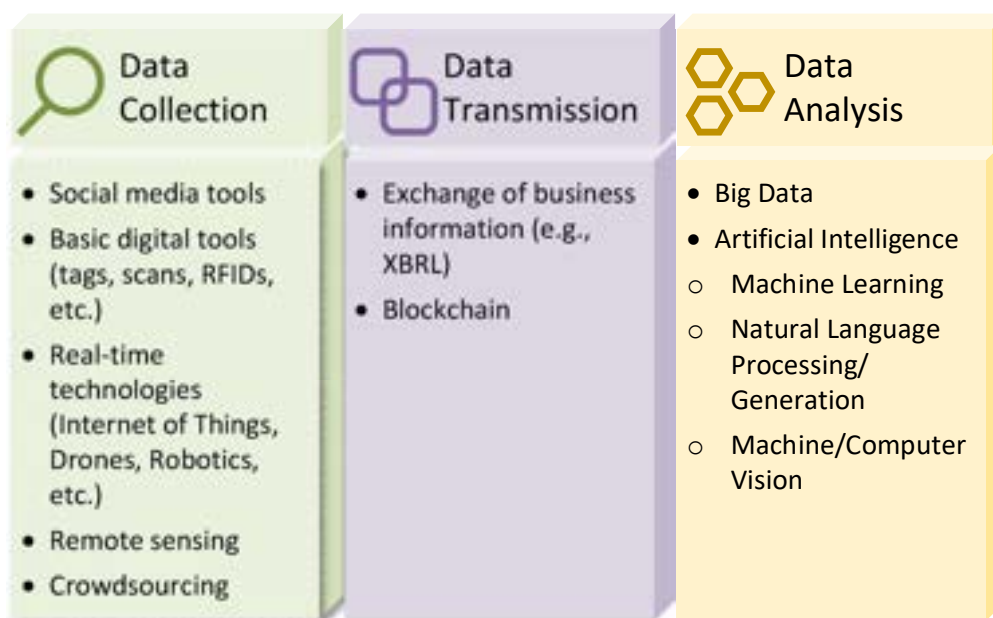 Data
Collection
• Social media tools
• Basic digital tools
(tags, scans, RFIDs,
etc.)
• Real-time
technologies
(Internet of Things,
Drones, Robotics,
etc.)
• Remote sensing
• Crowdsourcing
Data
Transmission
• Exchange of business
information (e.g.,
XBRL)
• Blockchain
Data
Analysis
• Big Data
• Artificial Intelligence
o Machine Learning
o Natural Language
Processing/
Generation
o Machine/Computer
Vision